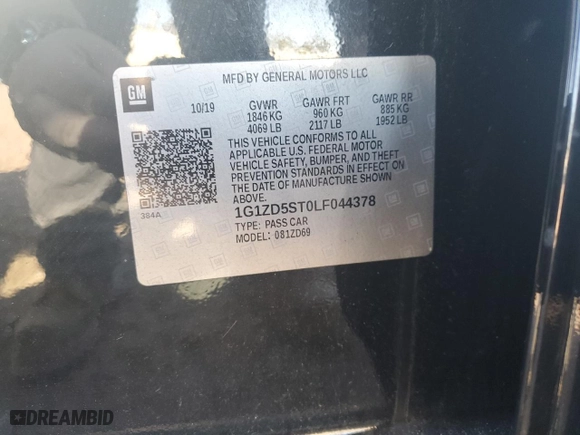 GM
MFD BY GENERAL MOTORS LLC
10/19 GVWR GAWR FRT GAWR RR
1846 KG 960 KG 885 KG
4069 LB 2117 LB 1952 LB
THIS VEHICLE CONFORMS TO ALL
APPLICABLE U.S. FEDERAL MOTOR
VEHICLE SAFETY, BUMPER, AND THEFT
PREVENTION STANDARDS IN EFFECT ON
THE DATE OF MANUFACTURE SHOWN
ABOVE.
384A
1G1ZD5ST0LF044378
TYPE: PASS CAR
MODEL: 081ZD69
DREAMBID